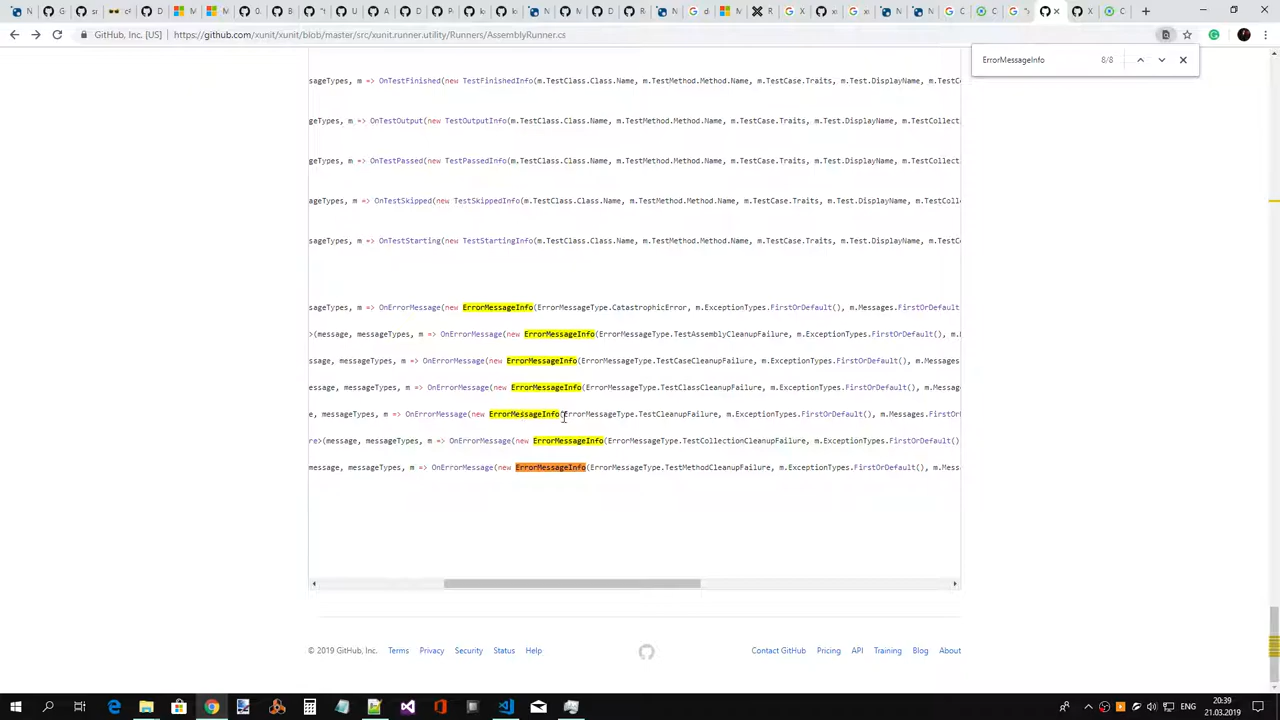 GitHub, Inc. [US]
https://github.com/xunit/xunit/blob/master/src/xunit.runner.utility/Runners/AssemblyRunner.cs
ErrorMessageInfo
8/8
sageTypes, m => OnTestFinished(new TestFinishedInfo(m.TestClass.Class.Name, m.TestMethod.Method.Name, m.TestCase.Traits, m.Test.DisplayName, m.TestC
geTypes, m => OnTestOutput(new TestOutputInfo(m.TestClass.Class.Name, m.TestMethod.Method.Name, m.TestCase.Traits, m.Test.DisplayName, m.TestCollect
geTypes, m => OnTestPassed(new TestPassedInfo(m.TestClass.Class.Name, m.TestMethod.Method.Name, m.TestCase.Traits, m.Test.DisplayName, m.TestCollect
ageTypes, m => OnTestSkipped(new TestSkippedInfo(m.TestClass.Class.Name, m.TestMethod.Method.Name, m.TestCase.Traits, m.Test.DisplayName, m.TestColl
sageTypes, m => OnTestStarting(new TestStartingInfo(m.TestClass.Class.Name, m.TestMethod.Method.Name, m.TestCase.Traits, m.Test.DisplayName, m.TestC
sageTypes, m => OnErrorMessage(new ErrorMessageInfo(ErrorMessageType.CatastrophicError, m.ExceptionTypes.FirstOrDefault(), m.Messages.FirstOrDefault
>(message, messageTypes, m => OnErrorMessage(new ErrorMessageInfo(ErrorMessageType.TestAssemblyCleanupFailure, m.ExceptionTypes.FirstOrDefault(),
ssage, messageTypes, m => OnErrorMessage(new ErrorMessageInfo(ErrorMessageType.TestCaseCleanupFailure, m.ExceptionTypes.FirstOrDefault(), m.Messages
essage, messageTypes, m => OnErrorMessage(new ErrorMessageInfo(ErrorMessageType.TestClassCleanupFailure, m.ExceptionTypes.FirstOrDefault(), m.Messag
e, messageTypes, m => OnErrorMessage(new ErrorMessageInfo(ErrorMessageType.TestCleanupFailure, m.ExceptionTypes.FirstOrDefault(), m.Messages.FirstOr
re>(message, messageTypes, m => OnErrorMessage(new ErrorMessageInfo(ErrorMessageType.TestCollectionCleanupFailure, m.ExceptionTypes.FirstOrDefault()
message, messageTypes, m => OnErrorMessage(new ErrorMessageInfo(ErrorMessageType.TestMethodCleanupFailure, m.ExceptionTypes.FirstOrDefault(), m.Mess
© 2019 GitHub, Inc. Terms Privacy Security Status Help Contact GitHub Pricing API Training Blog About
ENG
20:39
21.03.2019